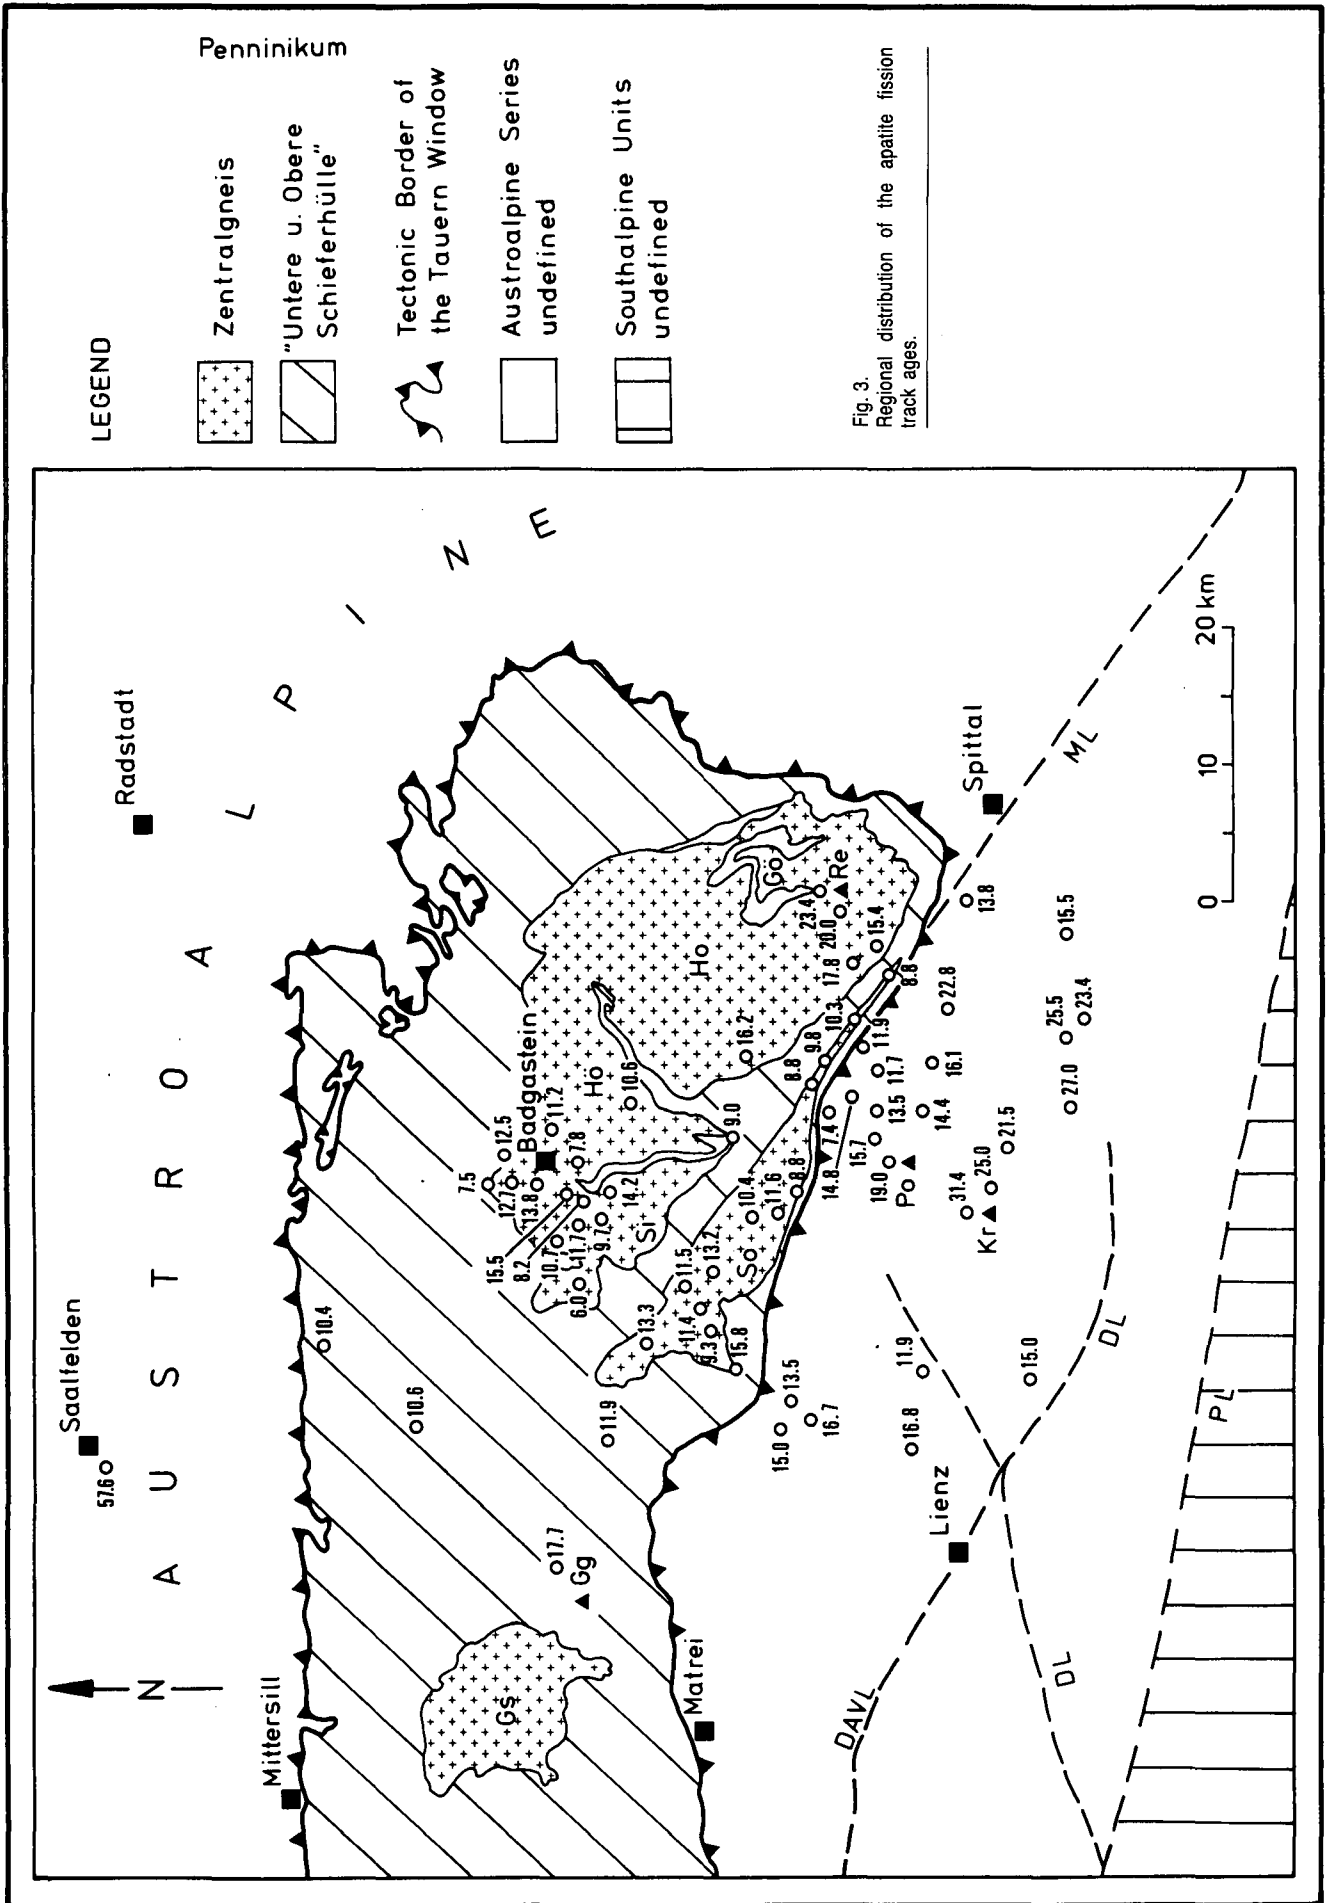 LEGEND
Penninikum
Zentralgneis
"Untere u. Obere
Schieferhülle"
Tectonic Border of
the Tauern Window
Austroalpine Series
undefined
Southalpine Units
undefined
Fig. 3.
Regional distribution of the apatite fission
track ages.
N
AUSTROALPINE
Saalfelden
57.6
Radstadt
Mittersill
10.4
10.6
11.9
17.7
Gg
Gs
Matrei
7.5
12.5
12.7
Badgastein
13.8
11.2
7.8
15.5
8.2
10.7
11.7
9.7
14.2
6.0
Si
Hö
10.6
Ho
16.2
9.0
Gö
Re
23.4
20.0
17.8
15.4
8.8
10.3
9.8
8.8
11.9
11.7
16.1
22.8
13.3
11.5
13.2
11.4
9.3
15.8
So
10.4
11.6
8.8
7.4
14.8
15.7
13.5
14.4
19.0
Po
31.4
25.0
Kr
21.5
27.0
25.5
23.4
15.5
13.8
Spittal
ML
13.5
15.0
16.7
16.8
11.9
15.0
Lienz
DAVL
DL
DL
PL
0
10
20 km